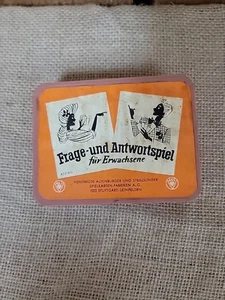 Frage- und Antwortspiel
für Erwachsene
VEREINIGTE ALTENBURGER UND STRALSUNDER
SPIELKARTEN-FABRIKEN A.G.
STUTTGART-LEINFELDEN